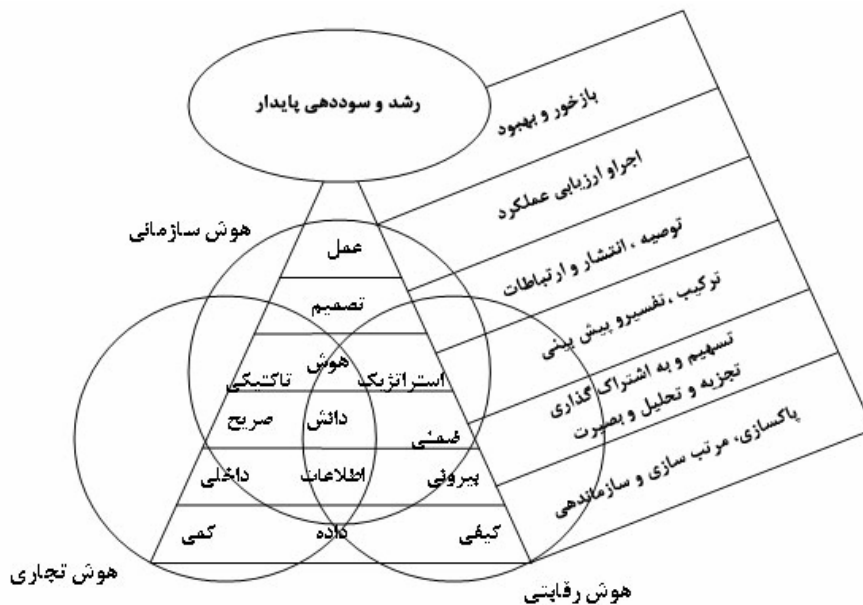 رشد و سوددهی پایدار
بازخور و بهبود
اجراو ارزیابی عملکرد
توصیه ، انتشار و ارتباطات
ترکیب ،تفسیرو پیش بینی
تسهیم و به اشتراک گذاری
تجزیه و تحلیل و بصیرت
پاکسازی، مرتب سازی و سازماندهی
هوش سازمانی
عمل
تصمیم
هوش
استراتژیک تاکتیکی
ضمنی دانش صریح
بیرونی اطلاعات داخلی
کیفی داده کمی
هوش تجاری
هوش رقابتی